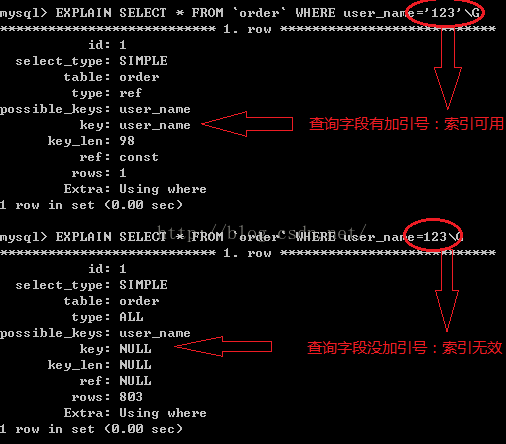 mysql> EXPLAIN SELECT * FROM `order` WHERE user_name='123'\G
*************************** 1. row ***************************
id: 1
select_type: SIMPLE
table: order
type: ref
possible_keys: user_name
key: user_name
查询字段有加引号：索引可用
key_len: 98
ref: const
rows: 1
Extra: Using where
1 row in set (0.00 sec)
http://blog.csdn.net/
mysql> EXPLAIN SELECT * FROM `order` WHERE user_name=123\G
*************************** 1. row ***************************
id: 1
select_type: SIMPLE
table: order
type: ALL
possible_keys: user_name
key: NULL
查询字段没加引号：索引无效
key_len: NULL
ref: NULL
rows: 803
Extra: Using where
1 row in set (0.00 sec)